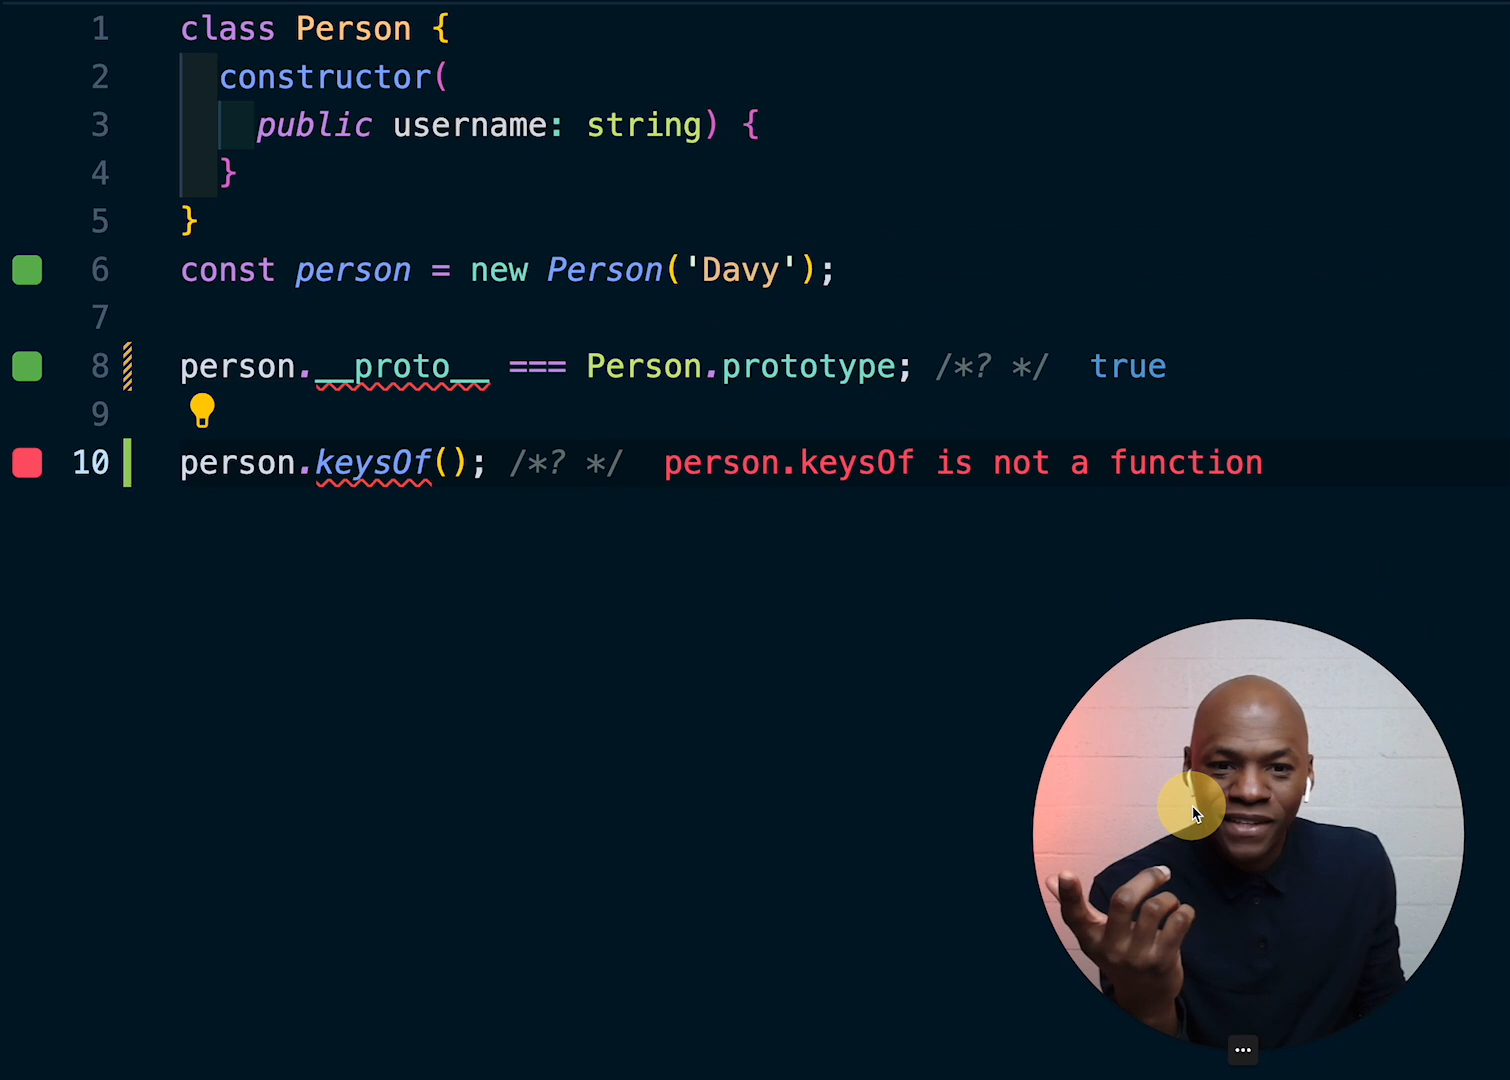 1 class Person {
2 constructor(
3 public username: string) {
4 }
5 }
6 const person = new Person('Davy');
7
8 person.__proto__ === Person.prototype; /*? */ true
9
10 person.keysOf(); /*? */ person.keysOf is not a function